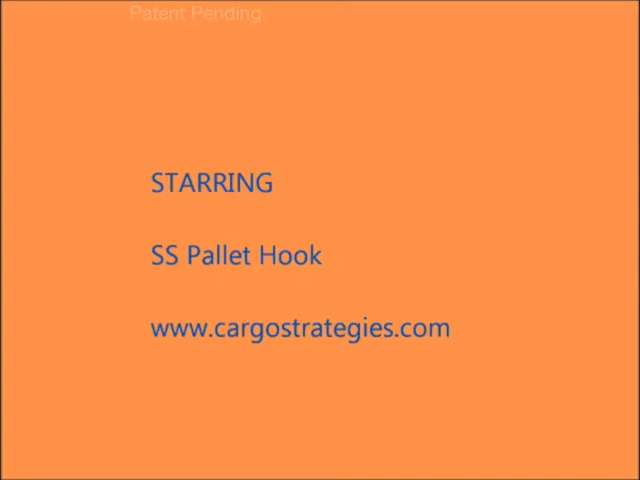 Patent Pending
STARRING
SS Pallet Hook
www.cargostrategies.com